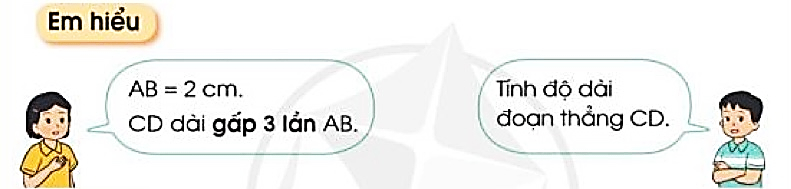 Em hiểu
AB = 2 cm.
CD dài gấp 3 lần AB.
Tính độ dài
đoạn thẳng CD.